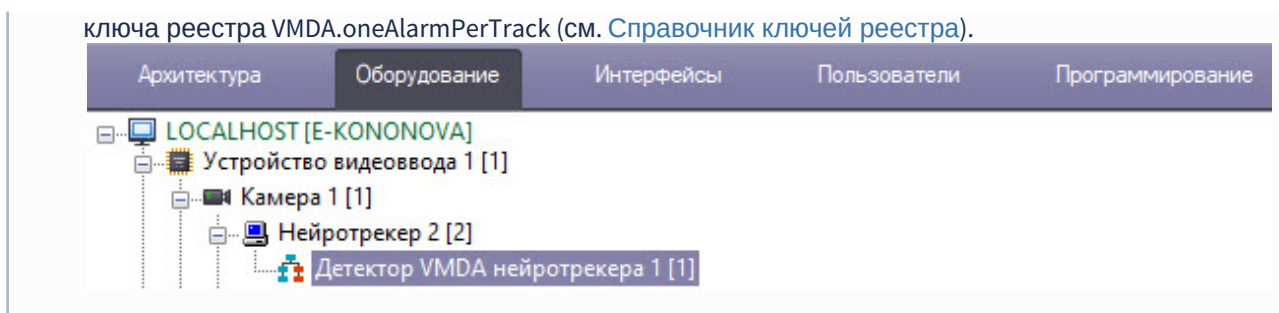 ключа реестра VMDA.oneAlarmPerTrack (см. Справочник ключей реестра).
Архитектура Оборудование Интерфейсы Пользователи Программирование
LOCALHOST [E-KONONOVA]
Устройство видеоввода 1 [1]
Камера 1 [1]
Нейротрекер 2 [2]
Детектор VMDA нейротрекера 1 [1]